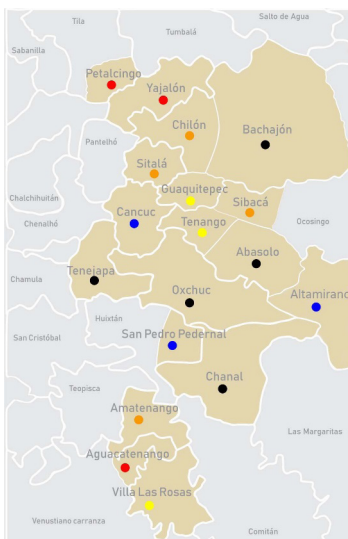 Salto de Agua
Tila
Tumbalá
Sabanilla
Petalcingo
Yajalón
Chilón
Bachajón
Pantelhó
Sitalá
Guaquitepec
Chalchihuitán
Sibacá
Cancuc
Chenalhó
Tenango
Ocosingo
Abasolo
Tenejapa
Chamula
Oxchuc
Altamirano
Huixtán
San Pedro Pedernal
San Cristóbal
Chanal
Teopisca
Amatenango
Las Margaritas
Aguacatenango
Villa Las Rosas
Venustiano carranza
Comitán